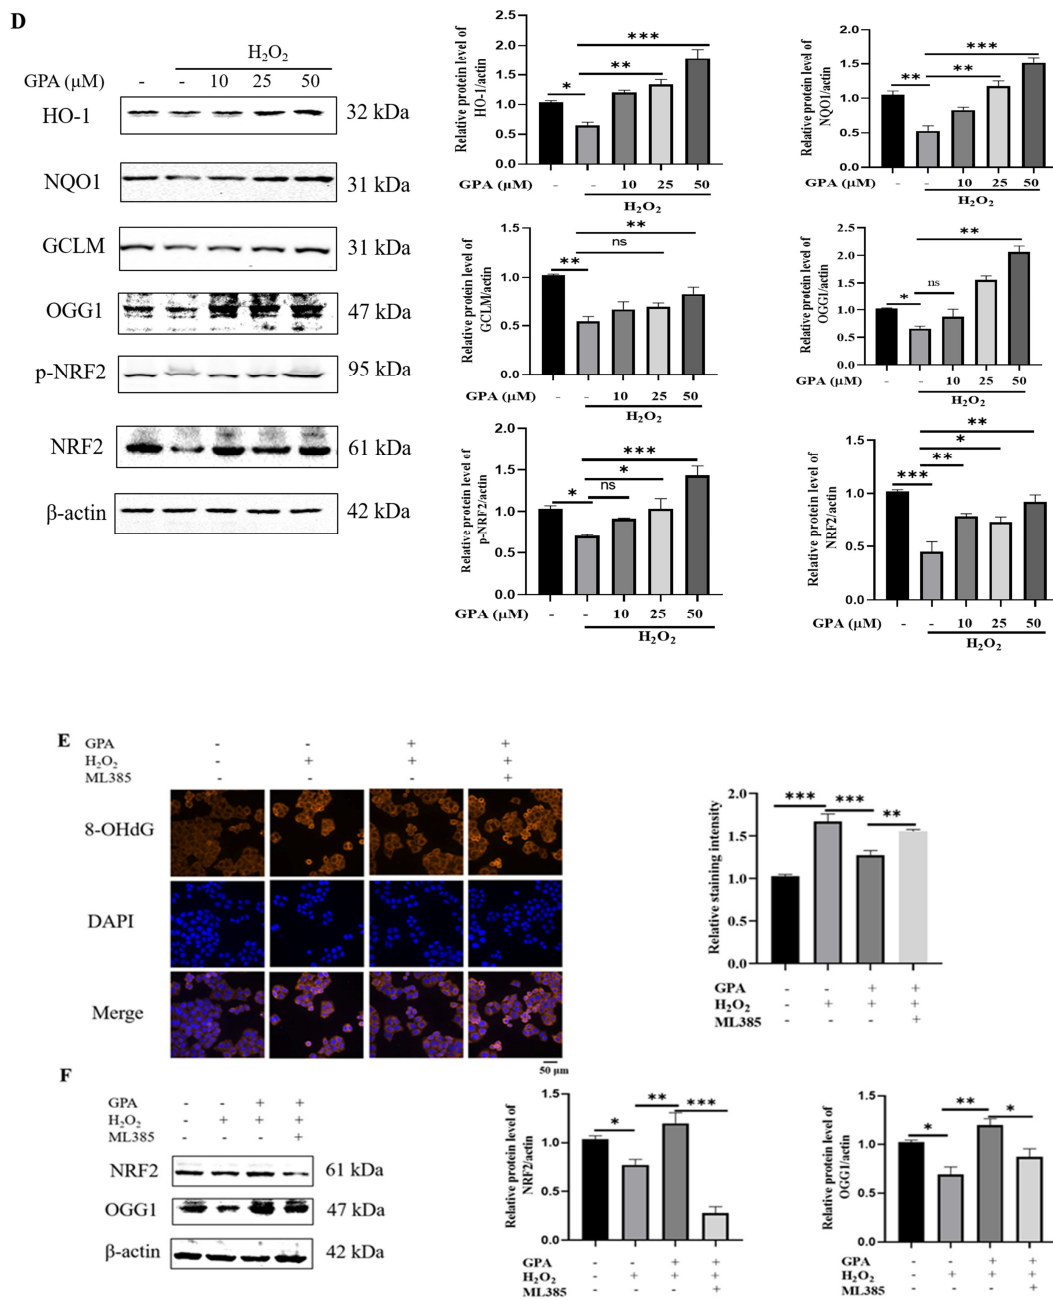 D
H2O2
GPA (µM) - - 10 25 50
HO-1 32 kDa
NQO1 31 kDa
GCLM 31 kDa
OGG1 47 kDa
p-NRF2 95 kDa
NRF2 61 kDa
β-actin 42 kDa
Relative protein level of
HO-1/actin
2.5
2.0
1.5
1.0
0.5
0.0
* ** ***
GPA (µM) - - 10 25 50
H2O2
Relative protein level of
NQO1/actin
2.0
1.5
1.0
0.5
0.0
** ** ***
GPA (µM) - - 10 25 50
H2O2
Relative protein level of
GCLM/actin
1.5
1.0
0.5
0.0
** ns **
GPA (µM) - - 10 25 50
H2O2
Relative protein level of
OGG1/actin
2.5
2.0
1.5
1.0
0.5
0.0
* ns **
GPA (µM) - - 10 25 50
H2O2
Relative protein level of
p-NRF2/actin
2.0
1.5
1.0
0.5
0.0
* ns * ***
GPA (µM) - - 10 25 50
H2O2
Relative protein level of
NRF2/actin
1.5
1.0
0.5
0.0
*** ** * **
GPA (µM) - - 10 25 50
H2O2
E
GPA - - + +
H2O2 - + + +
ML385 - - - +
8-OHdG
DAPI
Merge
50 µm
Relative staining intensity
2.0
1.5
1.0
0.5
0.0
*** *** **
GPA - - + +
H2O2 - + + +
ML385 - - - +
F
GPA - - + +
H2O2 - + + +
ML385 - - - +
NRF2 61 kDa
OGG1 47 kDa
β-actin 42 kDa
Relative protein level of
NRF2/actin
1.5
1.0
0.5
0.0
* ** ***
GPA - - + +
H2O2 - + + +
ML385 - - - +
Relative protein level of
OGG1/actin
1.5
1.0
0.5
0.0
* ** *
GPA - - + +
H2O2 - + + +
ML385 - - - +